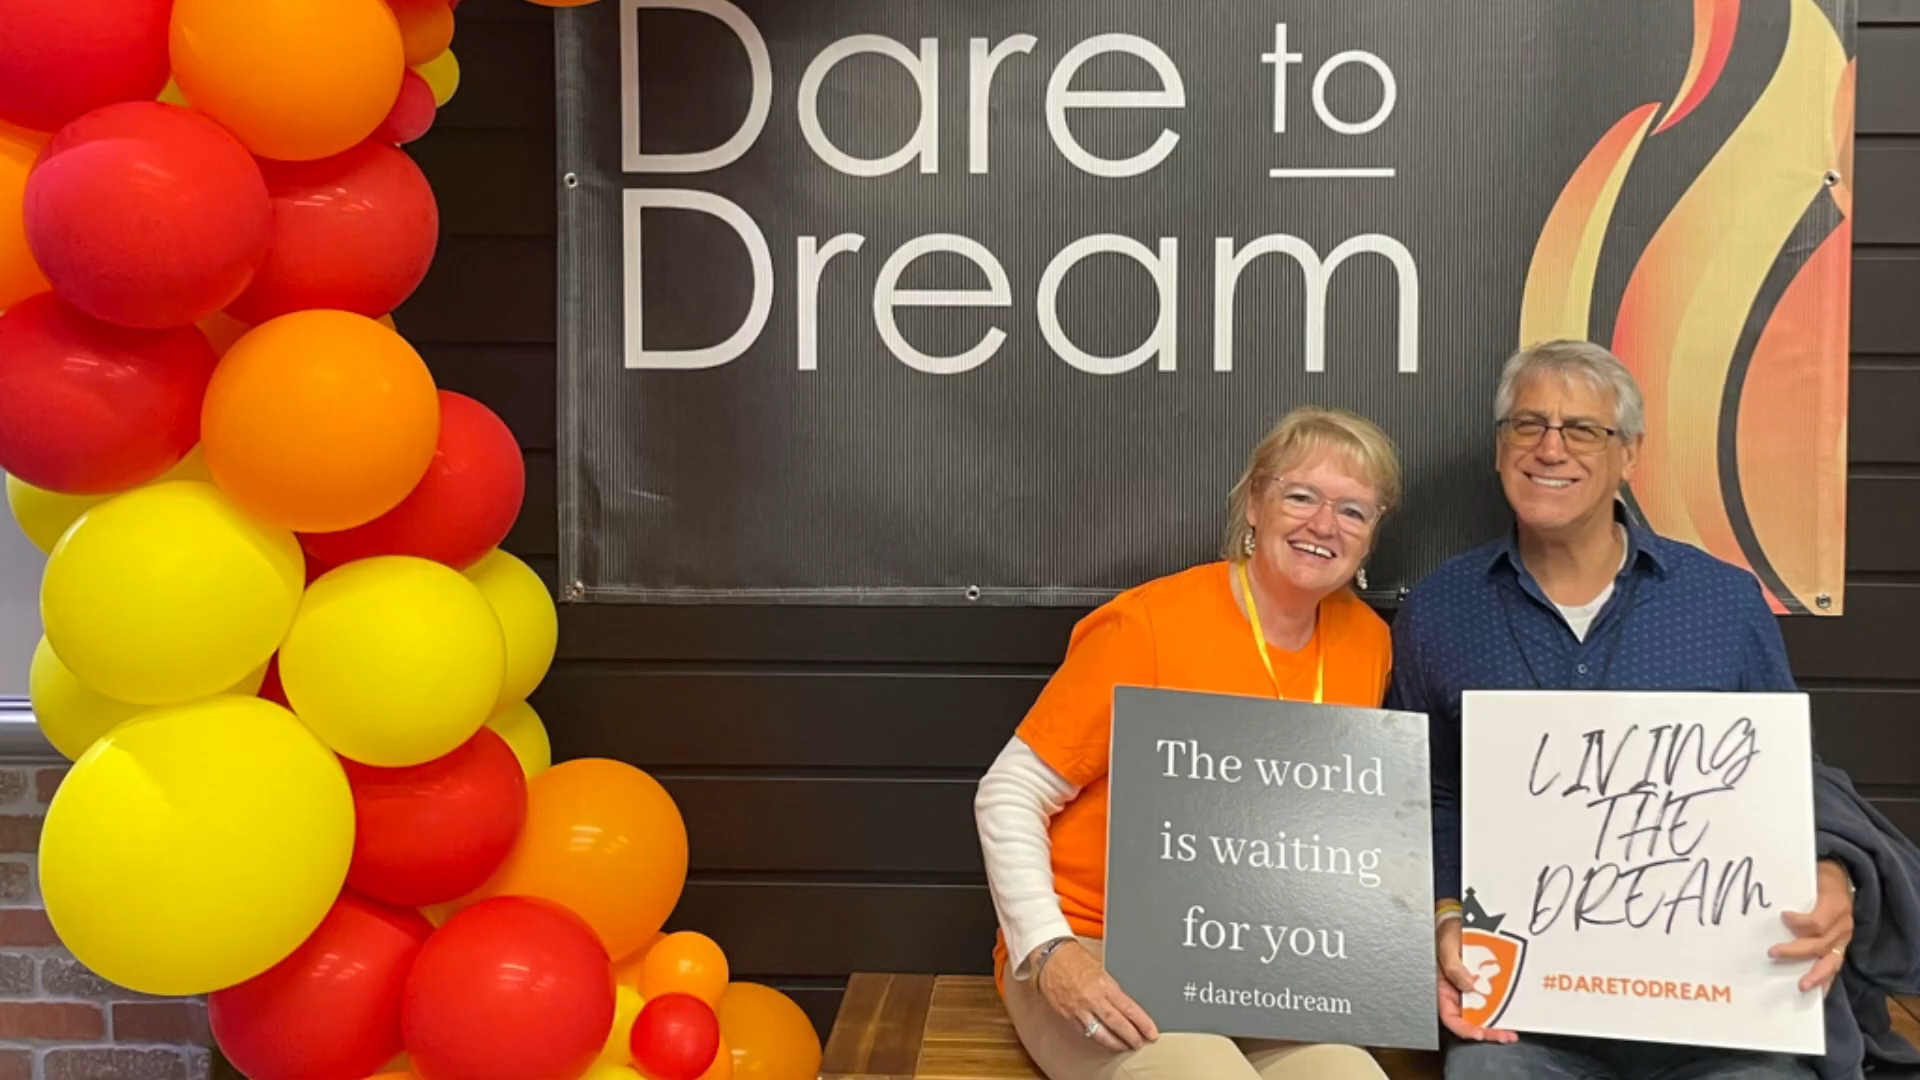 Dare to
Dream
The world
is waiting
for you
#daretodream
LIVING
THE
DREAM
#DARETODREAM